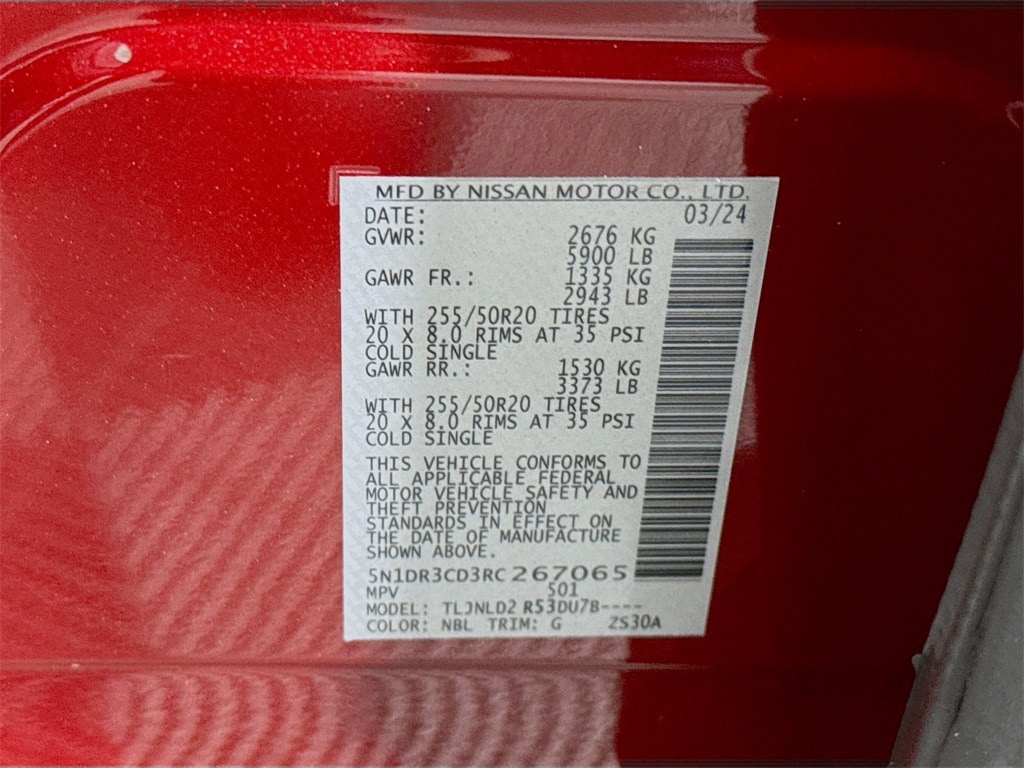 MFD BY NISSAN MOTOR CO., LTD.
DATE: 03/24
GVWR: 2676 KG
5900 LB
GAWR FR.: 1335 KG
2943 LB
WITH 255/50R20 TIRES
20 X 8.0 RIMS AT 35 PSI
COLD SINGLE
GAWR RR.: 1530 KG
3373 LB
WITH 255/50R20 TIRES
20 X 8.0 RIMS AT 35 PSI
COLD SINGLE
THIS VEHICLE CONFORMS TO
ALL APPLICABLE FEDERAL
MOTOR VEHICLE SAFETY AND
THEFT PREVENTION
STANDARDS IN EFFECT ON
THE DATE OF MANUFACTURE
SHOWN ABOVE.
5N1DR3CD3RC267065
MPV S01
MODEL: TLJNLD2 R53DU7B----
COLOR: NBL TRIM: G ZS30A